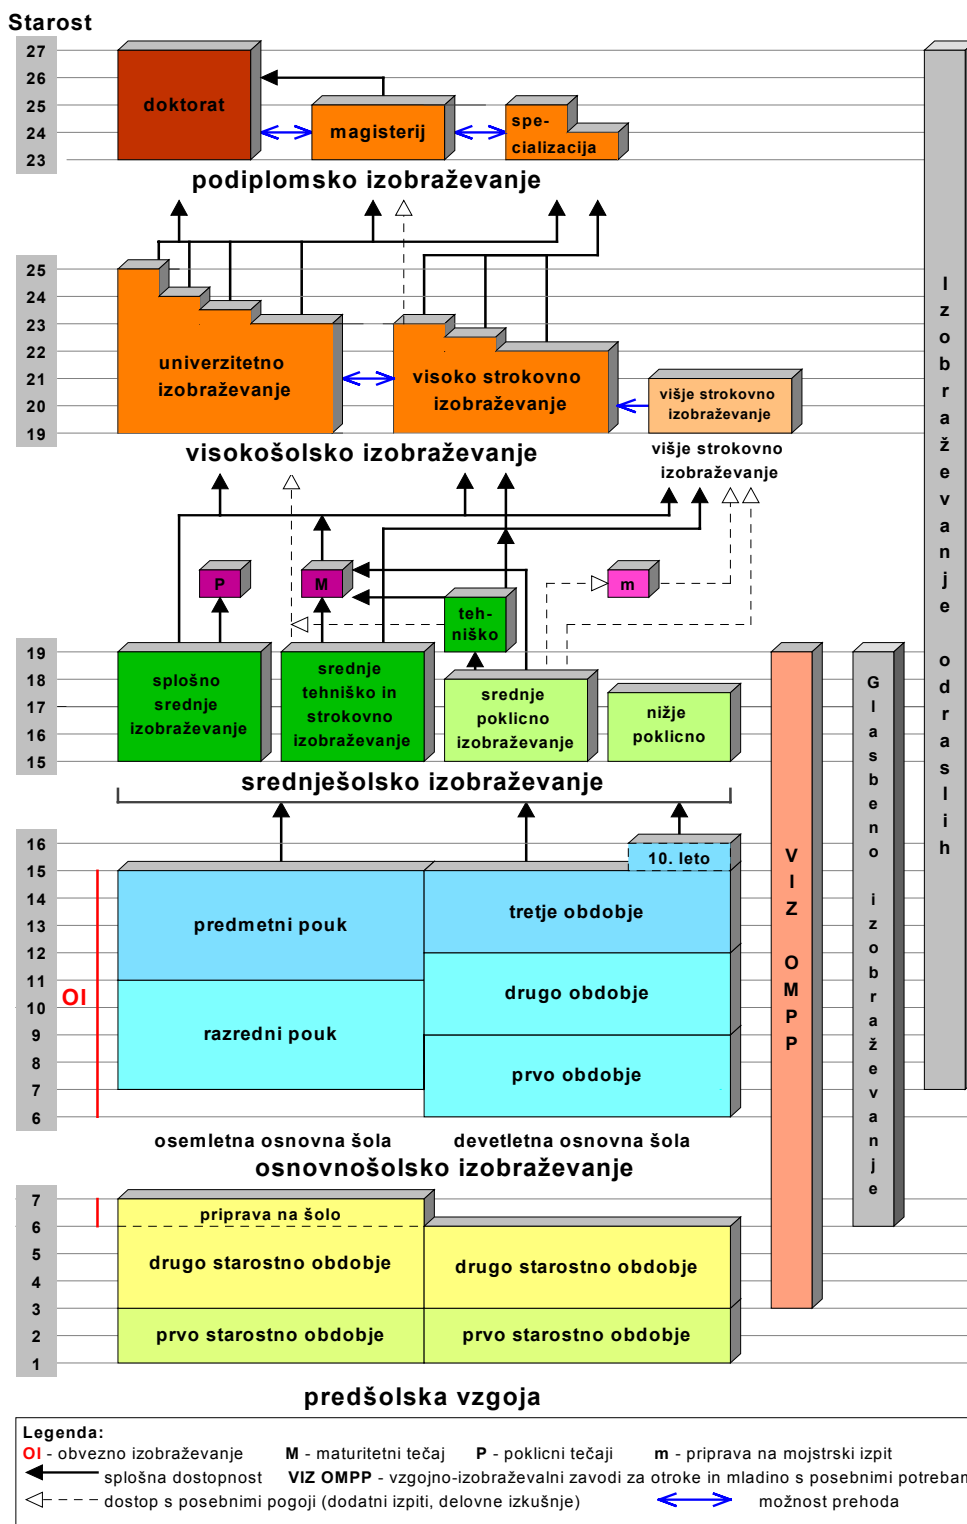 Starost
27
26
25
24
23
doktorat
magisterij
spe-
cializacija
podiplomsko izobraževanje
25
24
23
22
21
20
19
univerzitetno
izobraževanje
visoko strokovno
izobraževanje
višje strokovno
izobraževanje
visokošolsko izobraževanje
višje strokovno
izobraževanje
P
M
m
teh-
niško
19
18
17
16
15
splošno
srednje
izobraževanje
srednje
tehniško in
strokovno
izobraževanje
srednje
poklicno
izobraževanje
nižje
poklicno
srednješolsko izobraževanje
16
15
14
13
12
11
10
9
8
7
6
OI
predmetni pouk
razredni pouk
10. leto
tretje obdobje
drugo obdobje
prvo obdobje
osemletna osnovna šola
devetletna osnovna šola
osnovnošolsko izobraževanje
7
6
5
4
3
2
1
priprava na šolo
drugo starostno obdobje
drugo starostno obdobje
prvo starostno obdobje
prvo starostno obdobje
predšolska vzgoja
VIZ OMPP
Glasbeno izobraževanje
Izobraževanje odraslih
Legenda:
OI - obvezno izobraževanje M - maturitetni tečaj P - poklicni tečaji m - priprava na mojstrski izpit
splošna dostopnost VIZ OMPP - vzgojno-izobraževalni zavodi za otroke in mladino s posebnimi potrebam
dostop s posebnimi pogoji (dodatni izpiti, delovne izkušnje) možnost prehoda